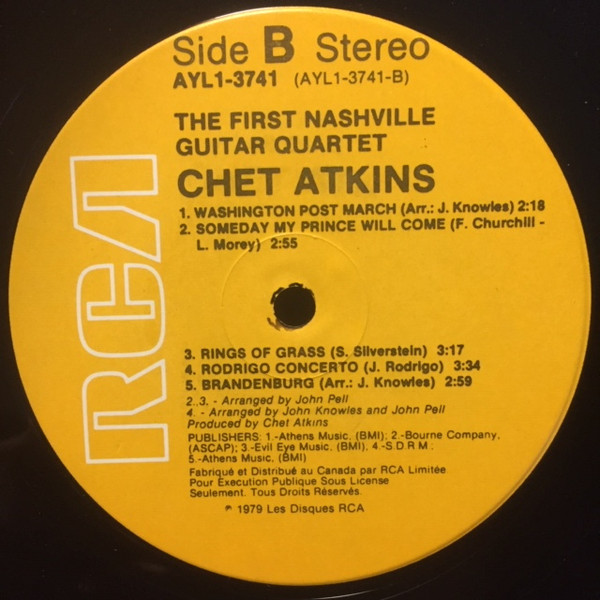 Side B Stereo
AYL1-3741 (AYL1-3741-B)
THE FIRST NASHVILLE
GUITAR QUARTET
CHET ATKINS
1. WASHINGTON POST MARCH (Arr.: J. Knowles) 2:18
2. SOMEDAY MY PRINCE WILL COME (F. Churchill -
L. Morey) 2:55
RCA
3. RINGS OF GRASS (S. Silverstein) 3:17
4. RODRIGO CONCERTO (J. Rodrigo) 3:34
5. BRANDENBURG (Arr.: J. Knowles) 2:59
2..3. - Arranged by John Pell
4. - Arranged by John Knowles and John Pell
Produced by Chet Atkins
PUBLISHERS: 1.-Athens Music, (BMI); 2.-Bourne Company,
(ASCAP); 3.-Evil Eye Music, (BMI), 4.-S.D.R.M.;
5.-Athens Music, (BMI)
Fabriqué et Distribué au Canada par RCA Limitée.
Pour Execution Publique Sous License
Seulement. Tous Droits Réservés.
℗ 1979 Les Disques RCA